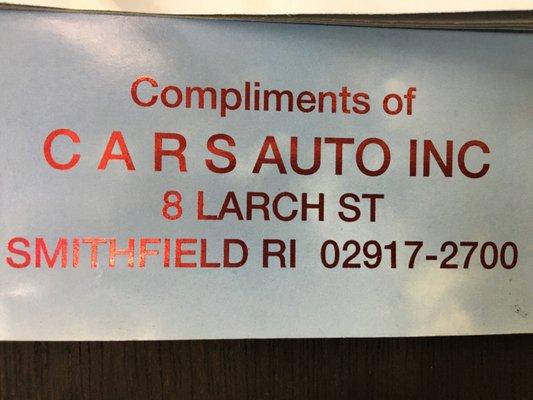 Compliments of
C A R S AUTO INC
8 LARCH ST
SMITHFIELD RI 02917-2700